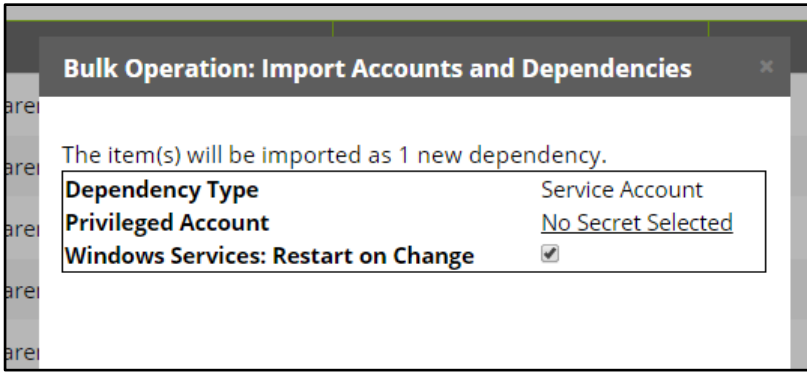 Bulk Operation: Import Accounts and Dependencies ×
The item(s) will be imported as 1 new dependency.
Dependency Type Service Account
Privileged Account No Secret Selected
Windows Services: Restart on Change